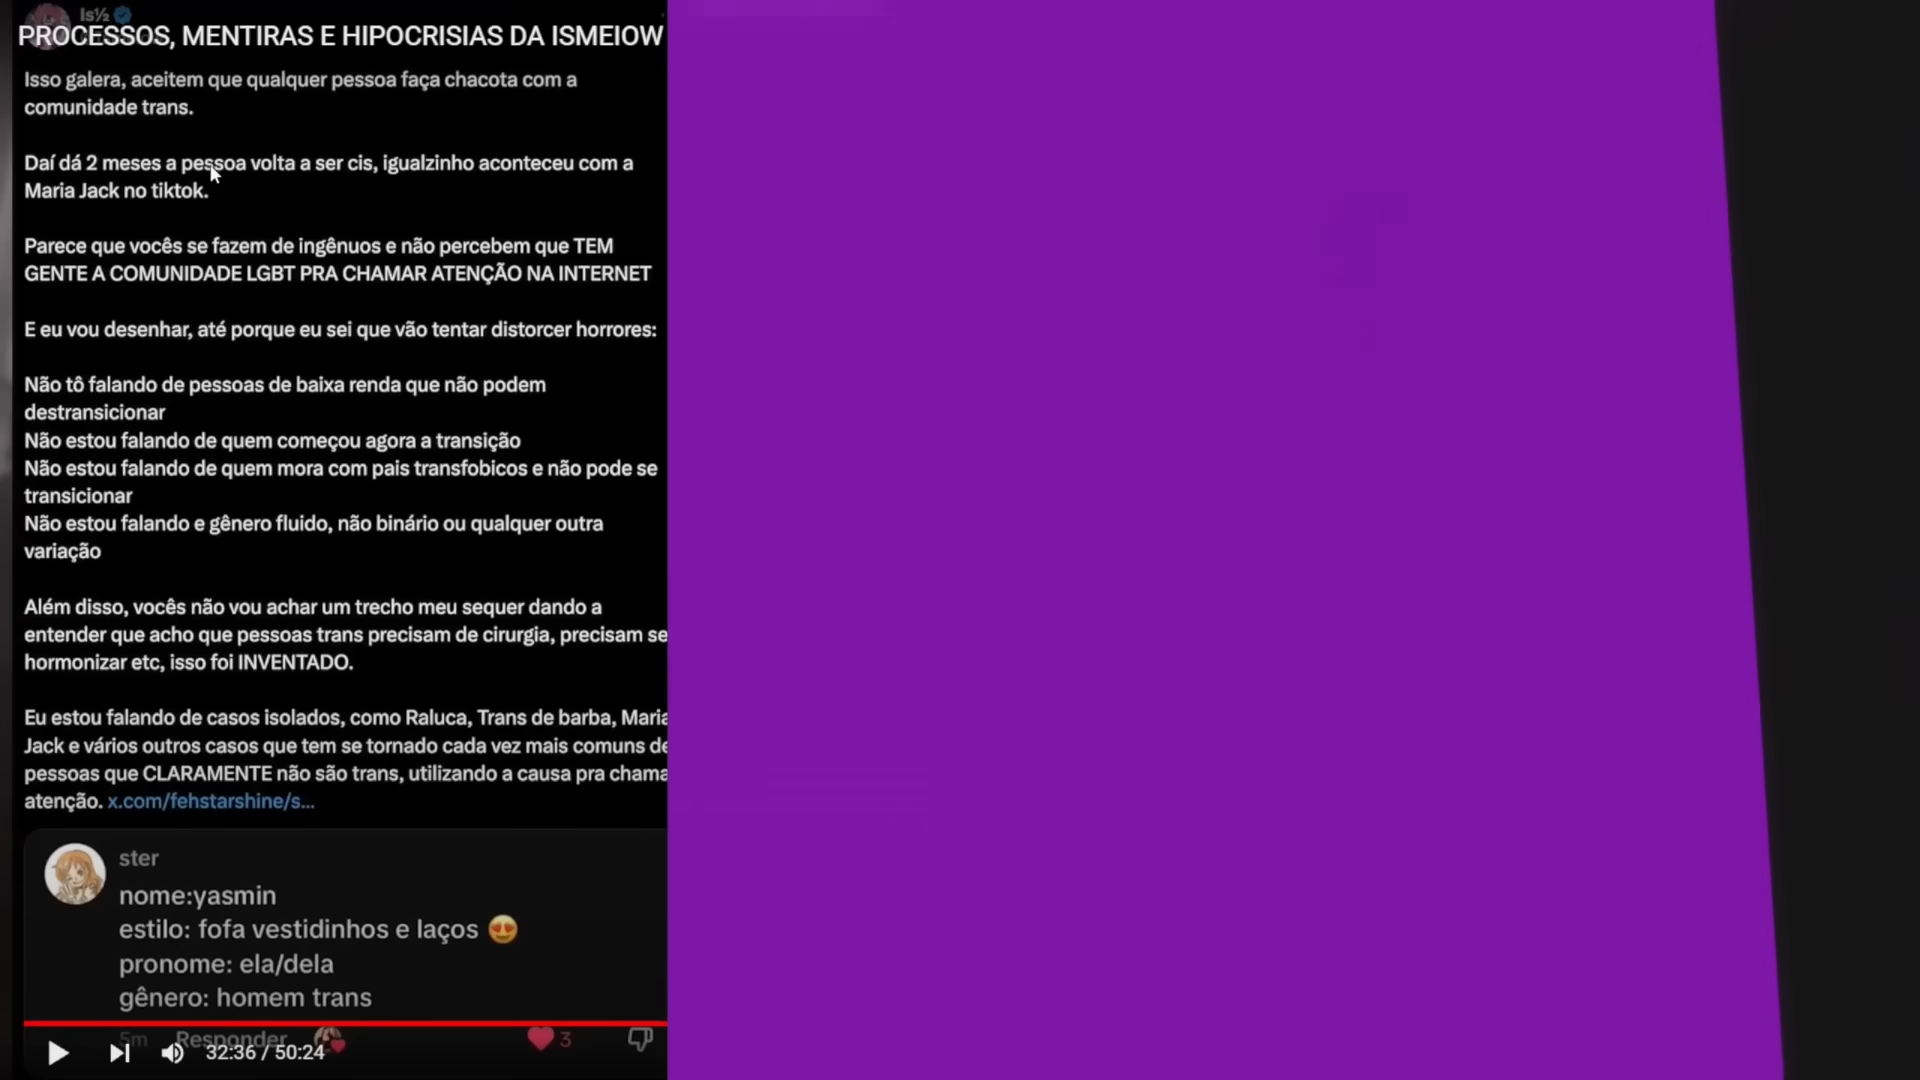 Is½
PROCESSOS, MENTIRAS E HIPOCRISIAS DA ISMEIOW
Isso galera, aceitem que qualquer pessoa faça chacota com a
comunidade trans.
Daí dá 2 meses a pessoa volta a ser cis, igualzinho aconteceu com a
Maria Jack no tiktok.
Parece que vocês se fazem de ingênuos e não percebem que TEM
GENTE A COMUNIDADE LGBT PRA CHAMAR ATENÇÃO NA INTERNET
E eu vou desenhar, até porque eu sei que vão tentar distorcer horrores:
Não tô falando de pessoas de baixa renda que não podem
destransicionar
Não estou falando de quem começou agora a transição
Não estou falando de quem mora com pais transfobicos e não pode se
transicionar
Não estou falando e gênero fluido, não binário ou qualquer outra
variação
Além disso, vocês não vou achar um trecho meu sequer dando a
entender que acho que pessoas trans precisam de cirurgia, precisam se
hormonizar etc, isso foi INVENTADO.
Eu estou falando de casos isolados, como Raluca, Trans de barba, Maria
Jack e vários outros casos que tem se tornado cada vez mais comuns de
pessoas que CLARAMENTE não são trans, utilizando a causa pra chama
atenção. x.com/fehstarshine/s...
ster
nome:yasmin
estilo: fofa vestidinhos e laços 😍
pronome: ela/dela
gênero: homem trans
5m Responder 3
32:36 / 50:24